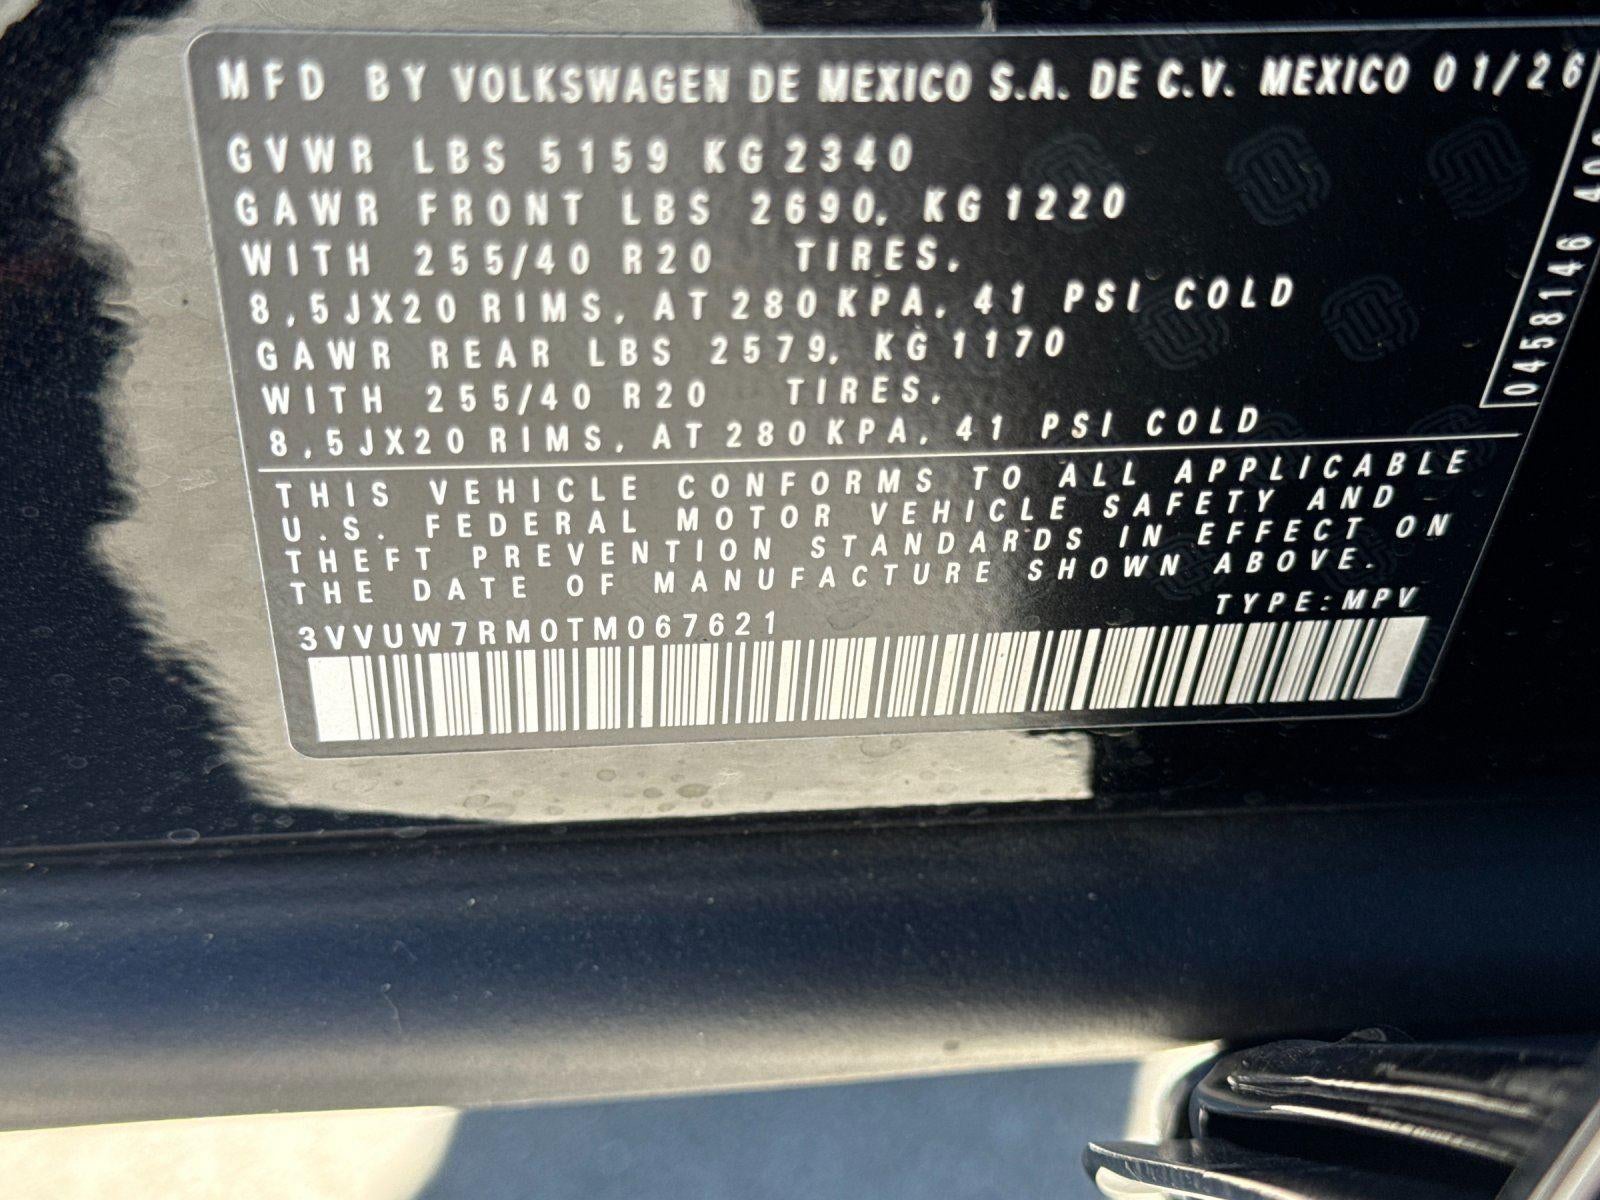 MFD BY VOLKSWAGEN DE MEXICO S.A. DE C.V. MEXICO 01/26
GVWR LBS 5159 KG 2340
GAWR FRONT LBS 2690, KG 1220
WITH 255/40 R20 TIRES,
8,5JX20 RIMS, AT 280 KPA, 41 PSI COLD
GAWR REAR LBS 2579, KG 1170
WITH 255/40 R20 TIRES,
8,5JX20 RIMS, AT 280 KPA, 41 PSI COLD
THIS VEHICLE CONFORMS TO ALL APPLICABLE
U.S. FEDERAL MOTOR VEHICLE SAFETY AND
THEFT PREVENTION STANDARDS IN EFFECT ON
THE DATE OF MANUFACTURE SHOWN ABOVE.
TYPE: MPV
3VVUW7RM0TM067621
0458146